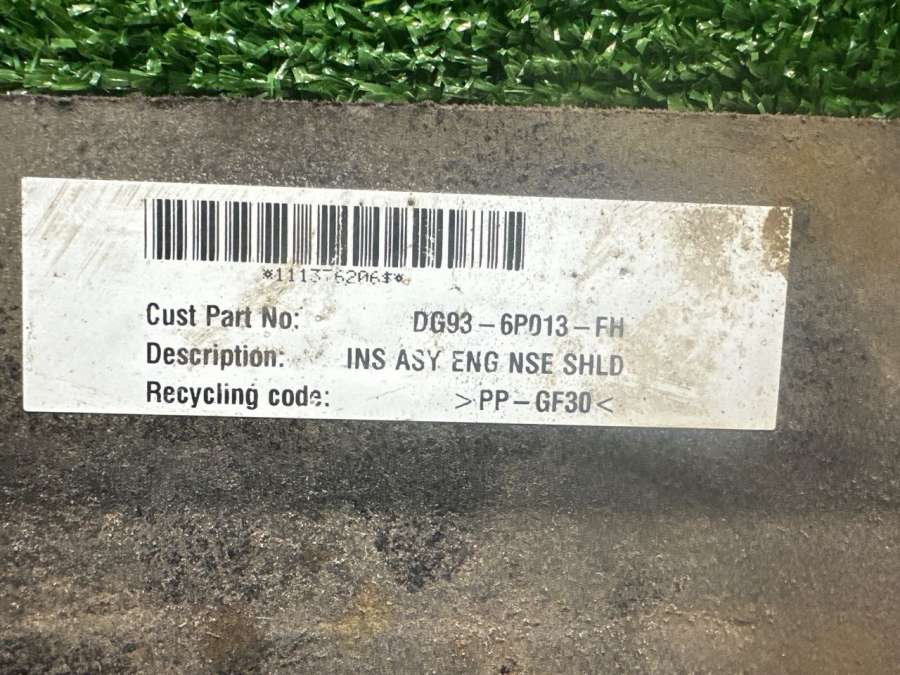 *111376206$*
Cust Part No: DG93-6P013-FH
Description: INS ASY ENG NSE SHLD
Recycling code: >PP-GF30<